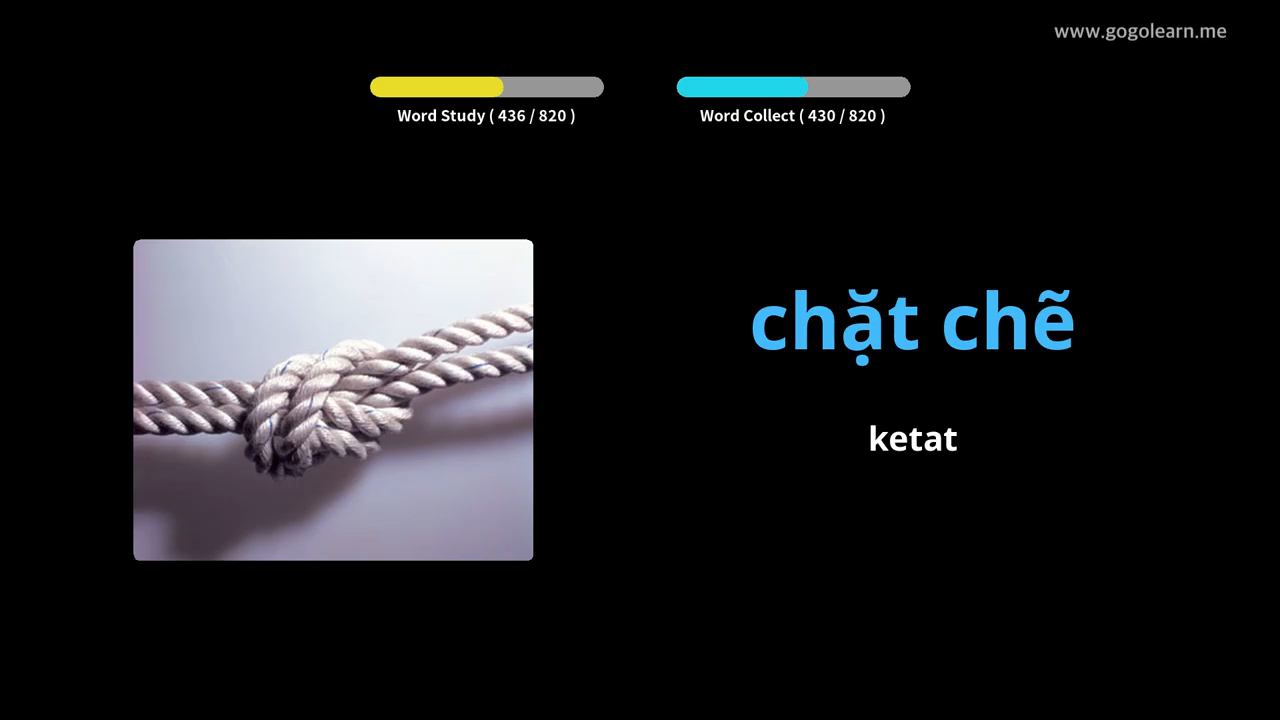 www.gogolearn.me
Word Study ( 436 / 820 )
Word Collect ( 430 / 820 )
chặt chẽ
ketat